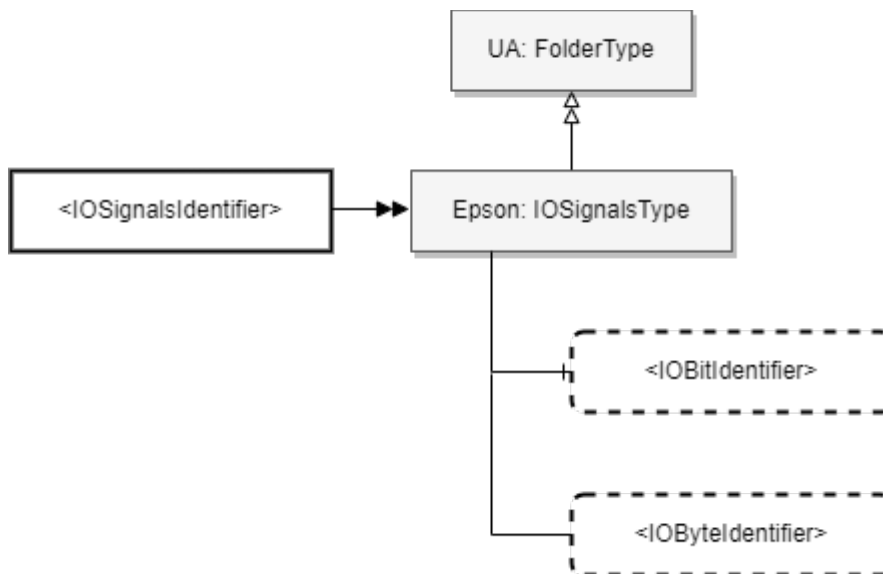 UA: FolderType
<IOSignalsIdentifier>
Epson: IOSignalsType
<IOBitIdentifier>
<IOByteIdentifier>